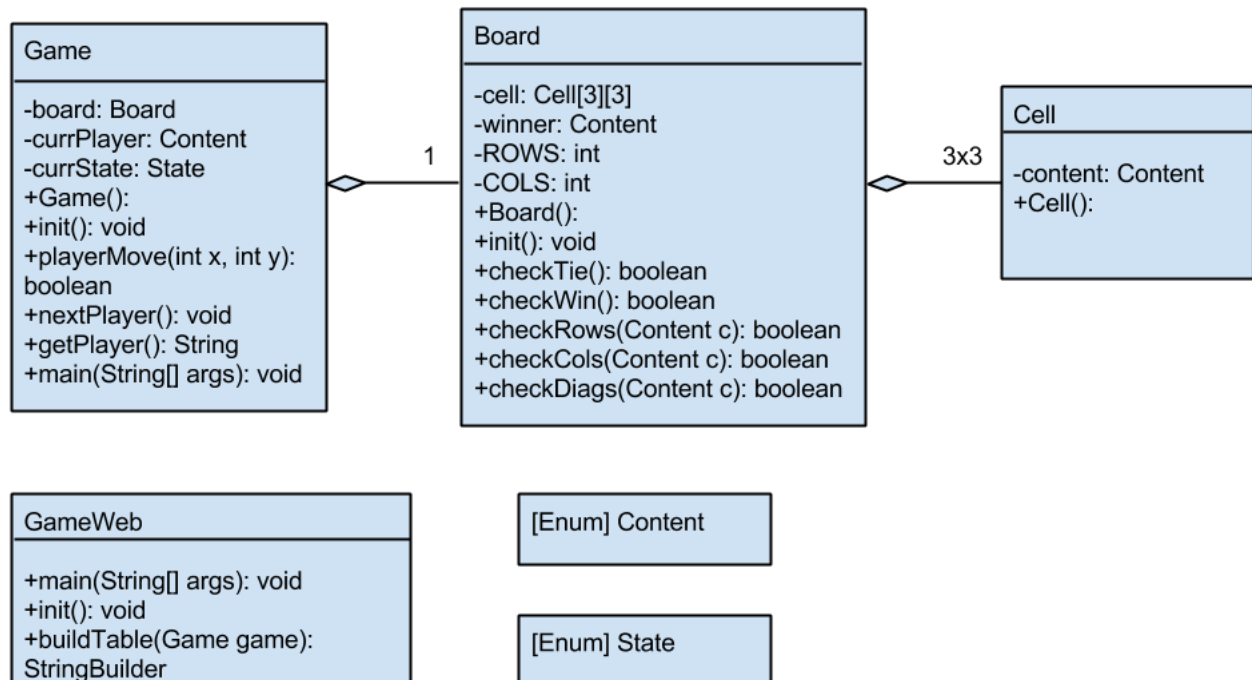 Game
-board: Board
-currPlayer: Content
-currState: State
+Game():
+init(): void
+playerMove(int x, int y):
boolean
+nextPlayer(): void
+getPlayer(): String
+main(String[] args): void
1
Board
-cell: Cell[3][3]
-winner: Content
-ROWS: int
-COLS: int
+Board():
+init(): void
+checkTie(): boolean
+checkWin(): boolean
+checkRows(Content c): boolean
+checkCols(Content c): boolean
+checkDiags(Content c): boolean
3x3
Cell
-content: Content
+Cell():
GameWeb
+main(String[] args): void
+init(): void
+buildTable(Game game):
StringBuilder
[Enum] Content
[Enum] State